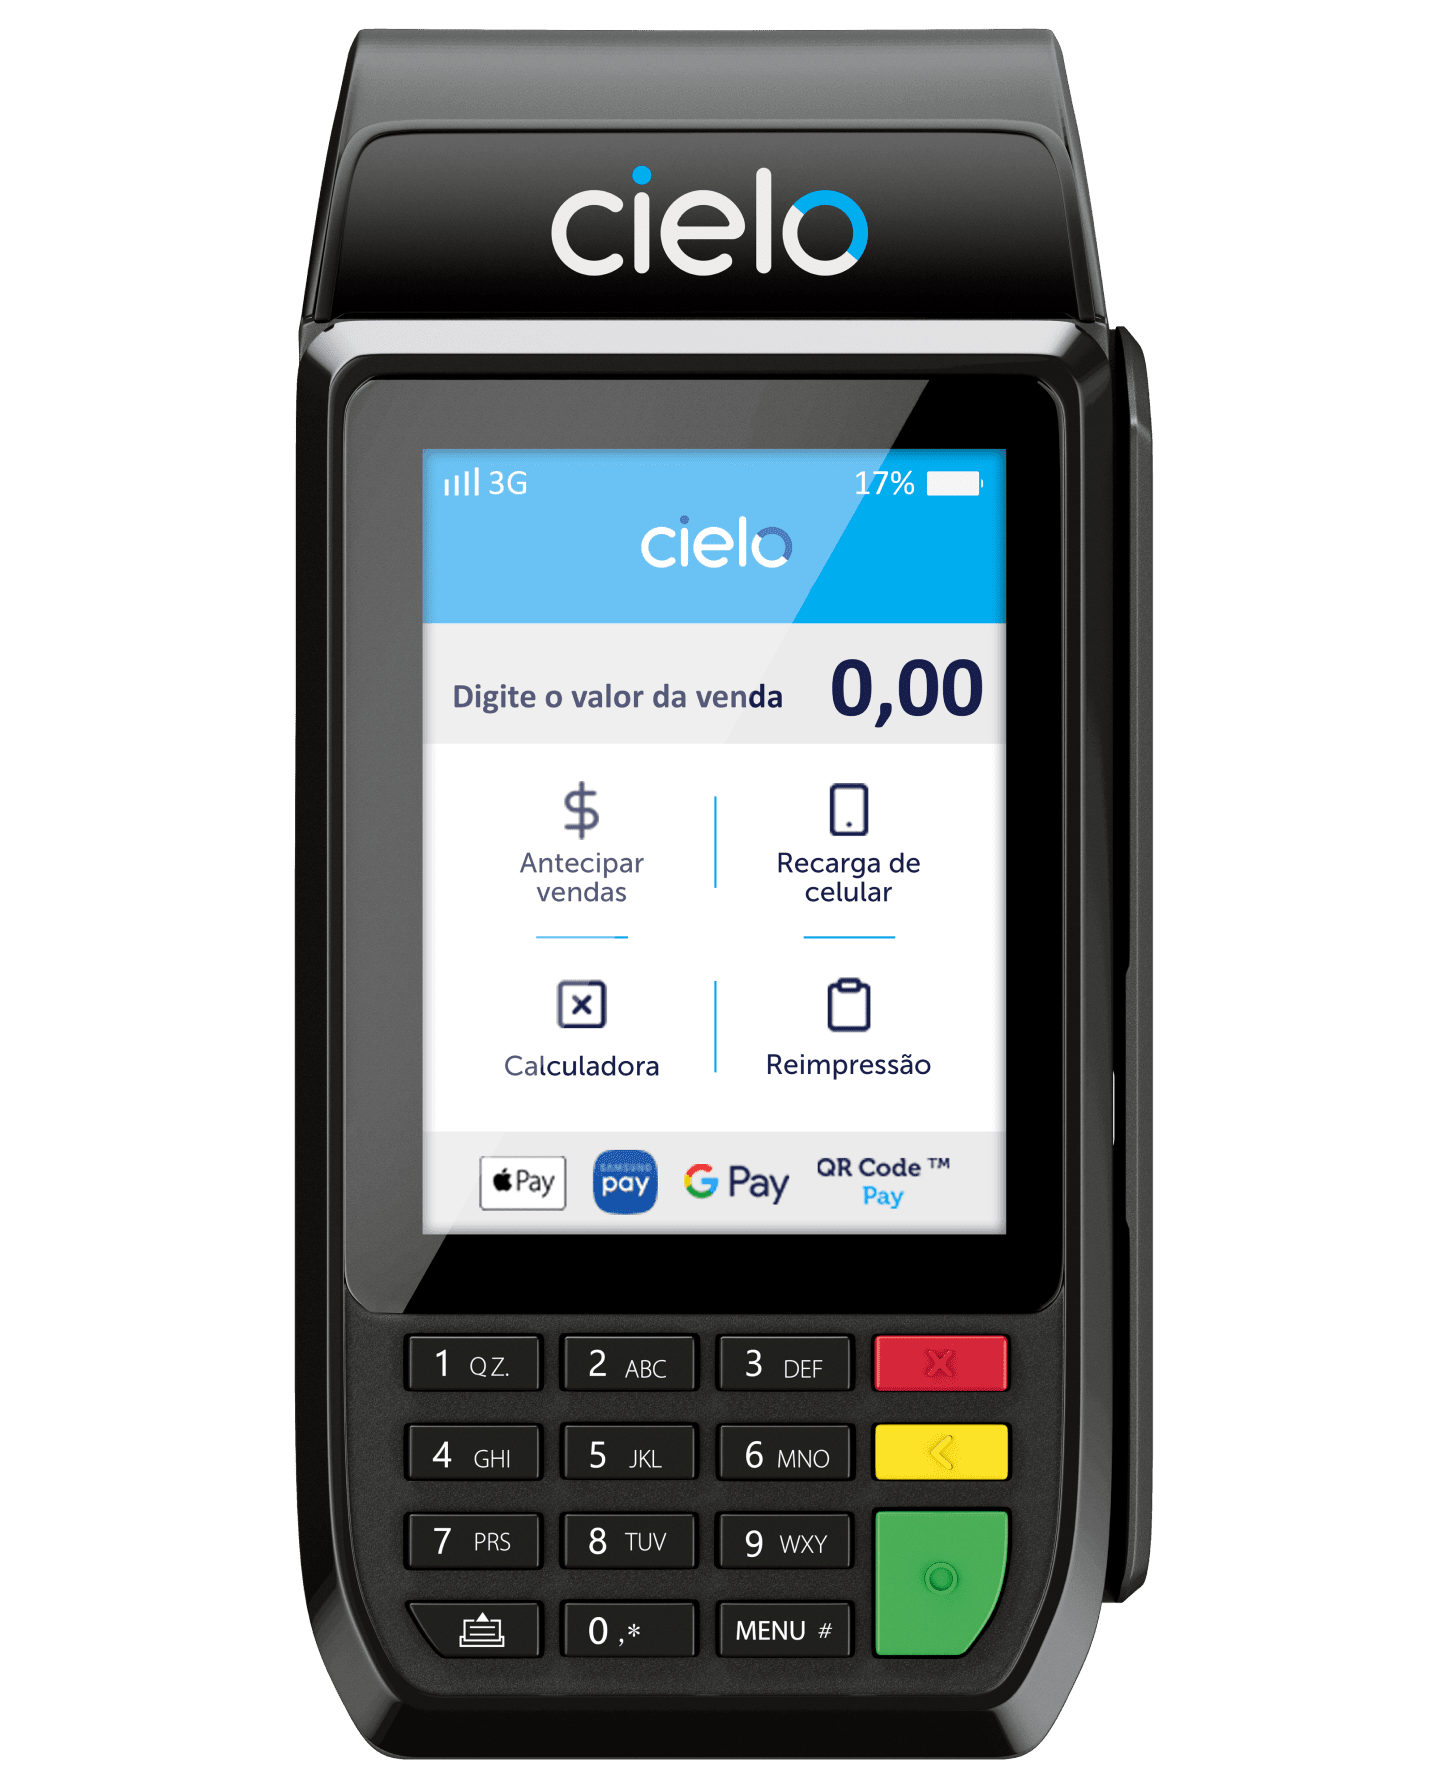 cielo
3G 17%
cielo
Digite o valor da venda 0,00
$
Antecipar
vendas
Recarga de
celular
Calculadora
Reimpressão
Pay
SAMSUNG
pay
G Pay
QR Code ™
Pay
1 QZ. 2 ABC 3 DEF
4 GHI 5 JKL 6 MNO
7 PRS 8 TUV 9 WXY
0 ,* MENU #